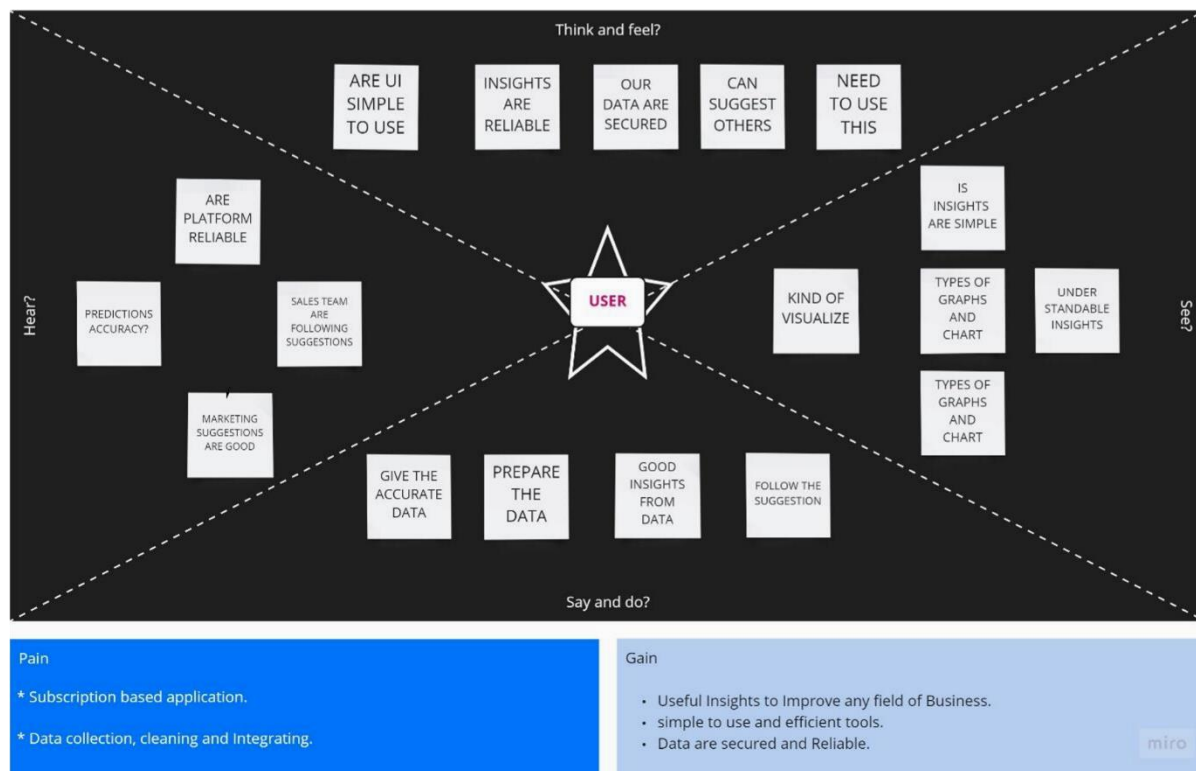 Think and feel?
ARE UI
SIMPLE
TO USE
INSIGHTS
ARE
RELIABLE
OUR
DATA ARE
SECURED
CAN
SUGGEST
OTHERS
NEED
TO USE
THIS
Hear?
ARE
PLATFORM
RELIABLE
PREDICTIONS
ACCURACY?
SALES TEAM
ARE
FOLLOWING
SUGGESTIONS
MARKETING
SUGGESTIONS
ARE GOOD
USER
See?
IS
INSIGHTS
ARE SIMPLE
KIND OF
VISUALIZE
TYPES OF
GRAPHS
AND
CHART
UNDER
STANDABLE
INSIGHTS
TYPES OF
GRAPHS
AND
CHART
GIVE THE
ACCURATE
DATA
PREPARE
THE
DATA
GOOD
INSIGHTS
FROM
DATA
FOLLOW THE
SUGGESTION
Say and do?
Pain
* Subscription based application.
* Data collection, cleaning and Integrating.
Gain
• Useful Insights to Improve any field of Business.
• simple to use and efficient tools.
• Data are secured and Reliable.
miro